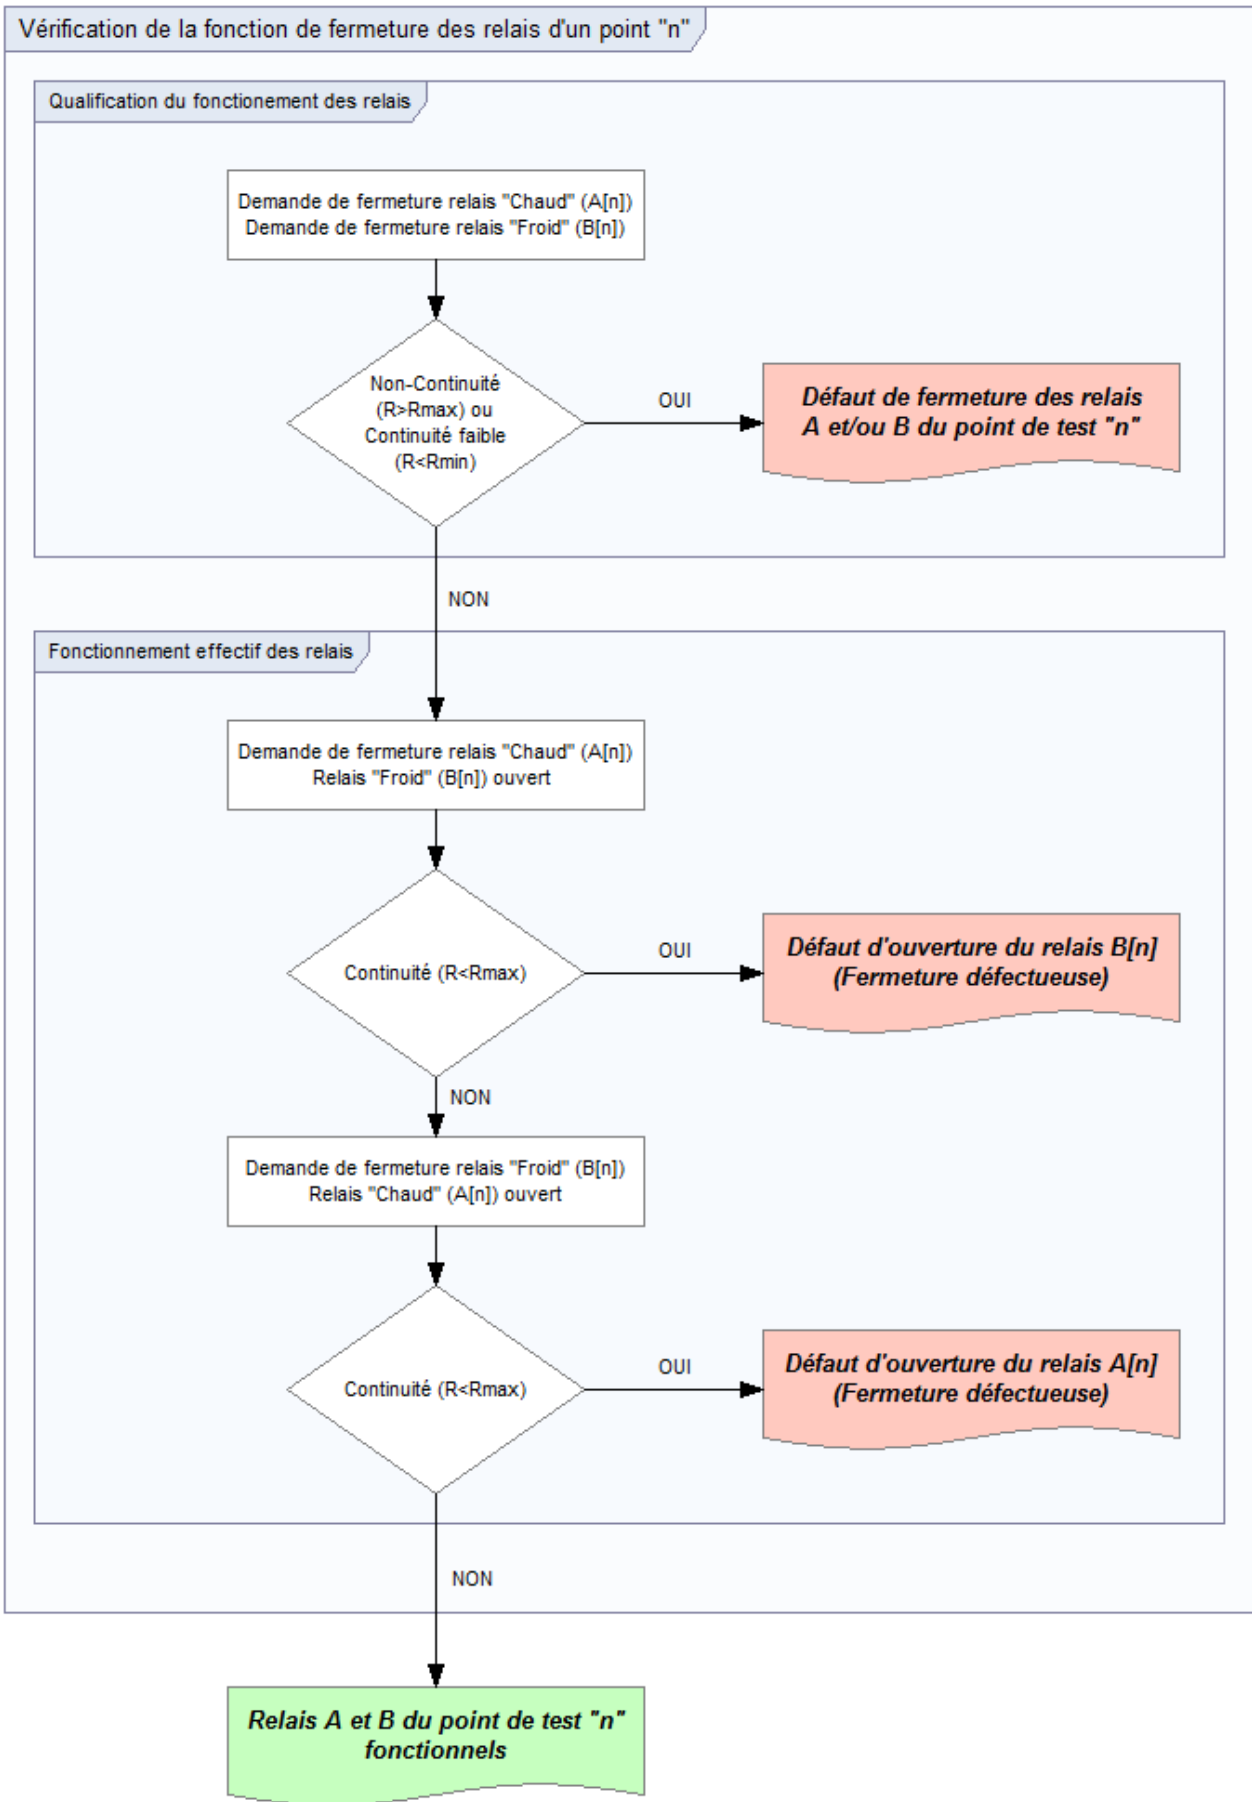 Vérification de la fonction de fermeture des relais d'un point "n"
Qualification du fonctionement des relais
Demande de fermeture relais "Chaud" (A[n])
Demande de fermeture relais "Froid" (B[n])
Non-Continuité
(R>Rmax) ou
Continuité faible
(R<Rmin)
OUI
Défaut de fermeture des relais
A et/ou B du point de test "n"
NON
Fonctionnement effectif des relais
Demande de fermeture relais "Chaud" (A[n])
Relais "Froid" (B[n]) ouvert
Continuité (R<Rmax)
OUI
Défaut d'ouverture du relais B[n]
(Fermeture défectueuse)
NON
Demande de fermeture relais "Froid" (B[n])
Relais "Chaud" (A[n]) ouvert
Continuité (R<Rmax)
OUI
Défaut d'ouverture du relais A[n]
(Fermeture défectueuse)
NON
Relais A et B du point de test "n"
fonctionnels